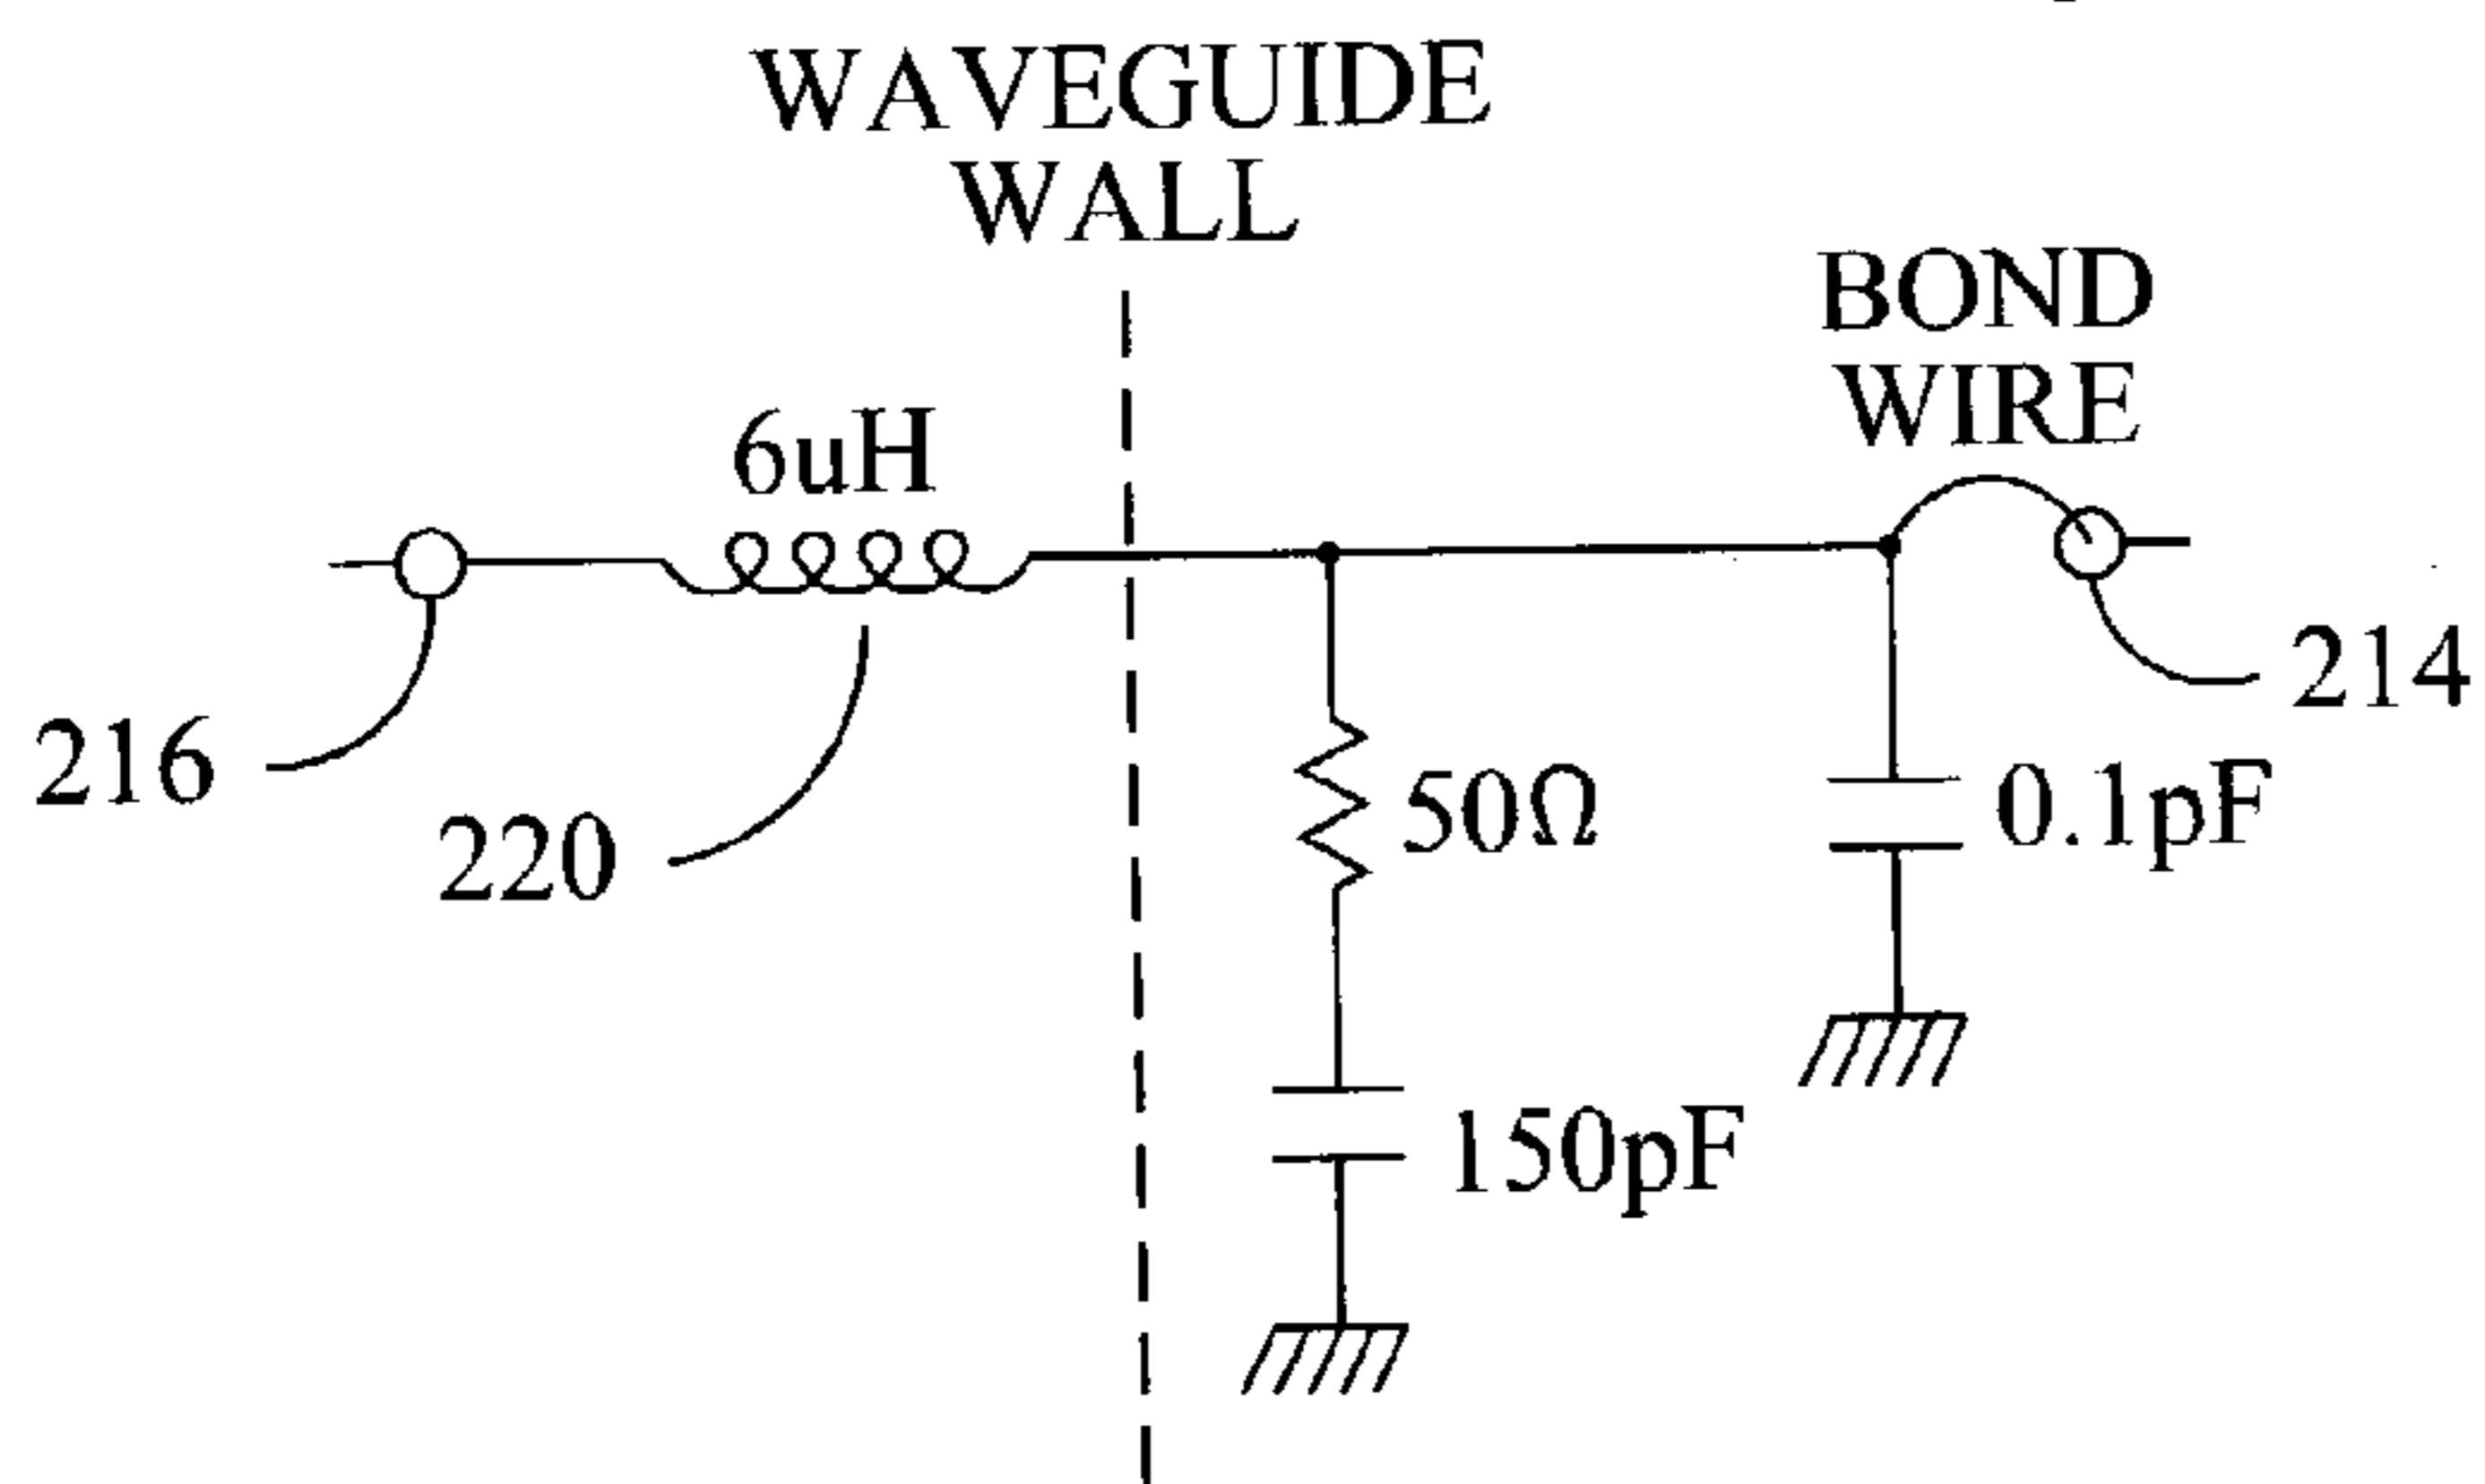 WAVEGUIDE
WALL
BOND
WIRE
6uH
216
220
214
50Ω
0.1pF
150pF